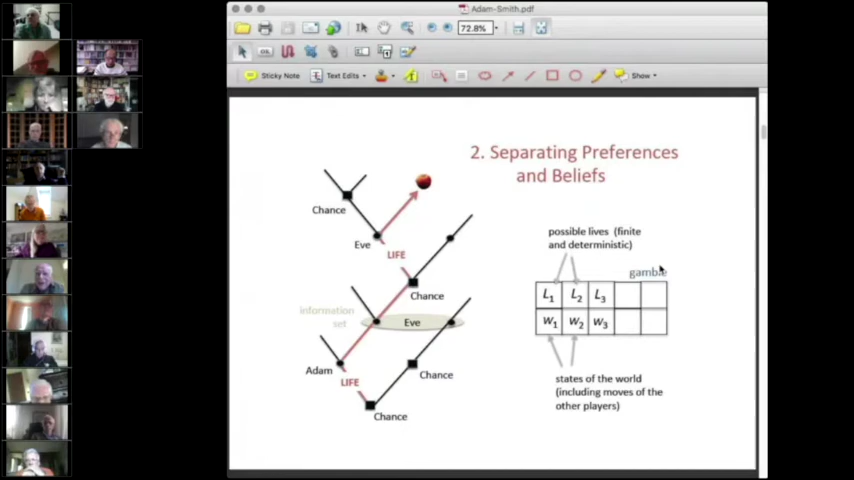 Adam-Smith.pdf
72.8%
Sticky Note
Text Edits
Show
2. Separating Preferences
and Beliefs
Chance
Eve
LIFE
Chance
information
set
Eve
Adam
LIFE
Chance
Chance
possible lives (finite
and deterministic)
gamble
L1 L2 L3
w1 w2 w3
states of the world
(including moves of the
other players)